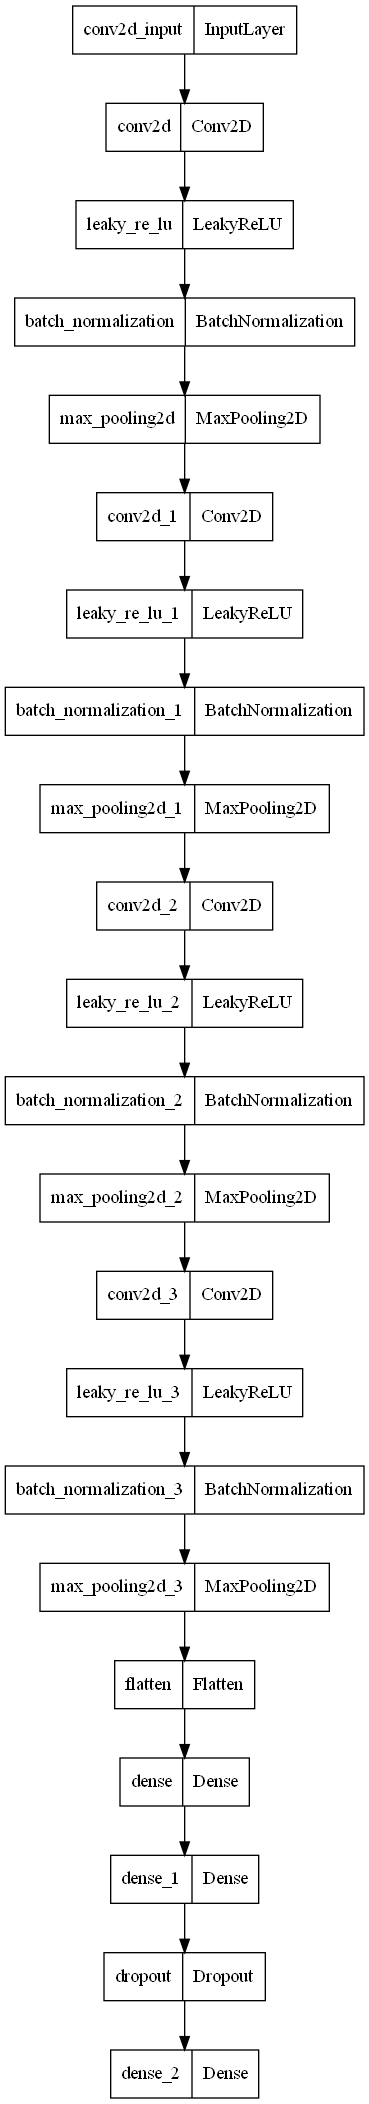 conv2d_input InputLayer
conv2d Conv2D
leaky_re_lu LeakyReLU
batch_normalization BatchNormalization
max_pooling2d MaxPooling2D
conv2d_1 Conv2D
leaky_re_lu_1 LeakyReLU
batch_normalization_1 BatchNormalization
max_pooling2d_1 MaxPooling2D
conv2d_2 Conv2D
leaky_re_lu_2 LeakyReLU
batch_normalization_2 BatchNormalization
max_pooling2d_2 MaxPooling2D
conv2d_3 Conv2D
leaky_re_lu_3 LeakyReLU
batch_normalization_3 BatchNormalization
max_pooling2d_3 MaxPooling2D
flatten Flatten
dense Dense
dense_1 Dense
dropout Dropout
dense_2 Dense